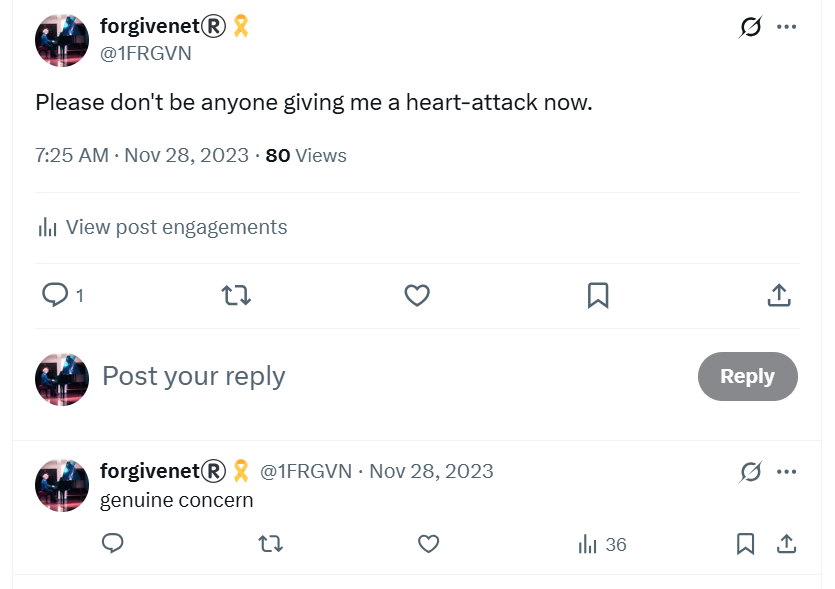 forgivenet®🎗
@1FRGVN
Please don't be anyone giving me a heart-attack now.
7:25 AM · Nov 28, 2023 · 80 Views
View post engagements
1
Post your reply
Reply
forgivenet®🎗 @1FRGVN · Nov 28, 2023
genuine concern
36